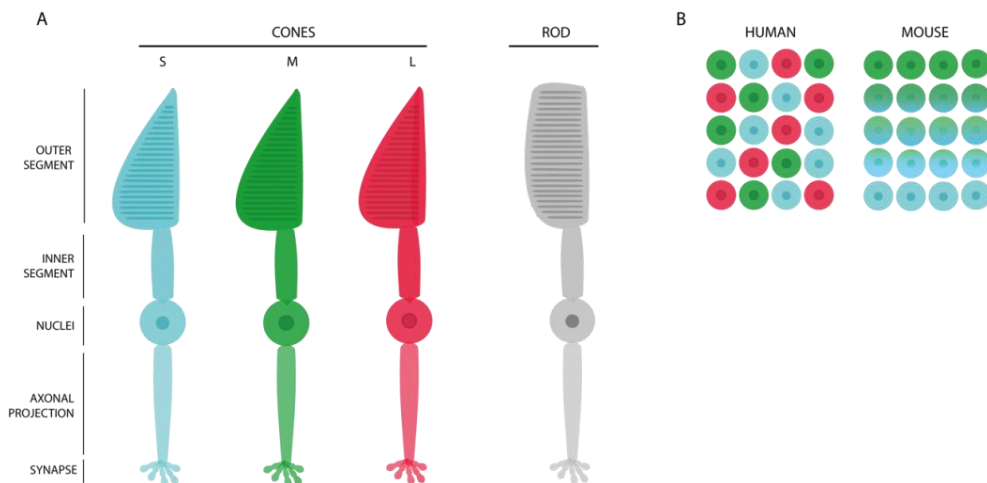 A
CONES
ROD
S
M
L
OUTER
SEGMENT
INNER
SEGMENT
NUCLEI
AXONAL
PROJECTION
SYNAPSE
B
HUMAN
MOUSE